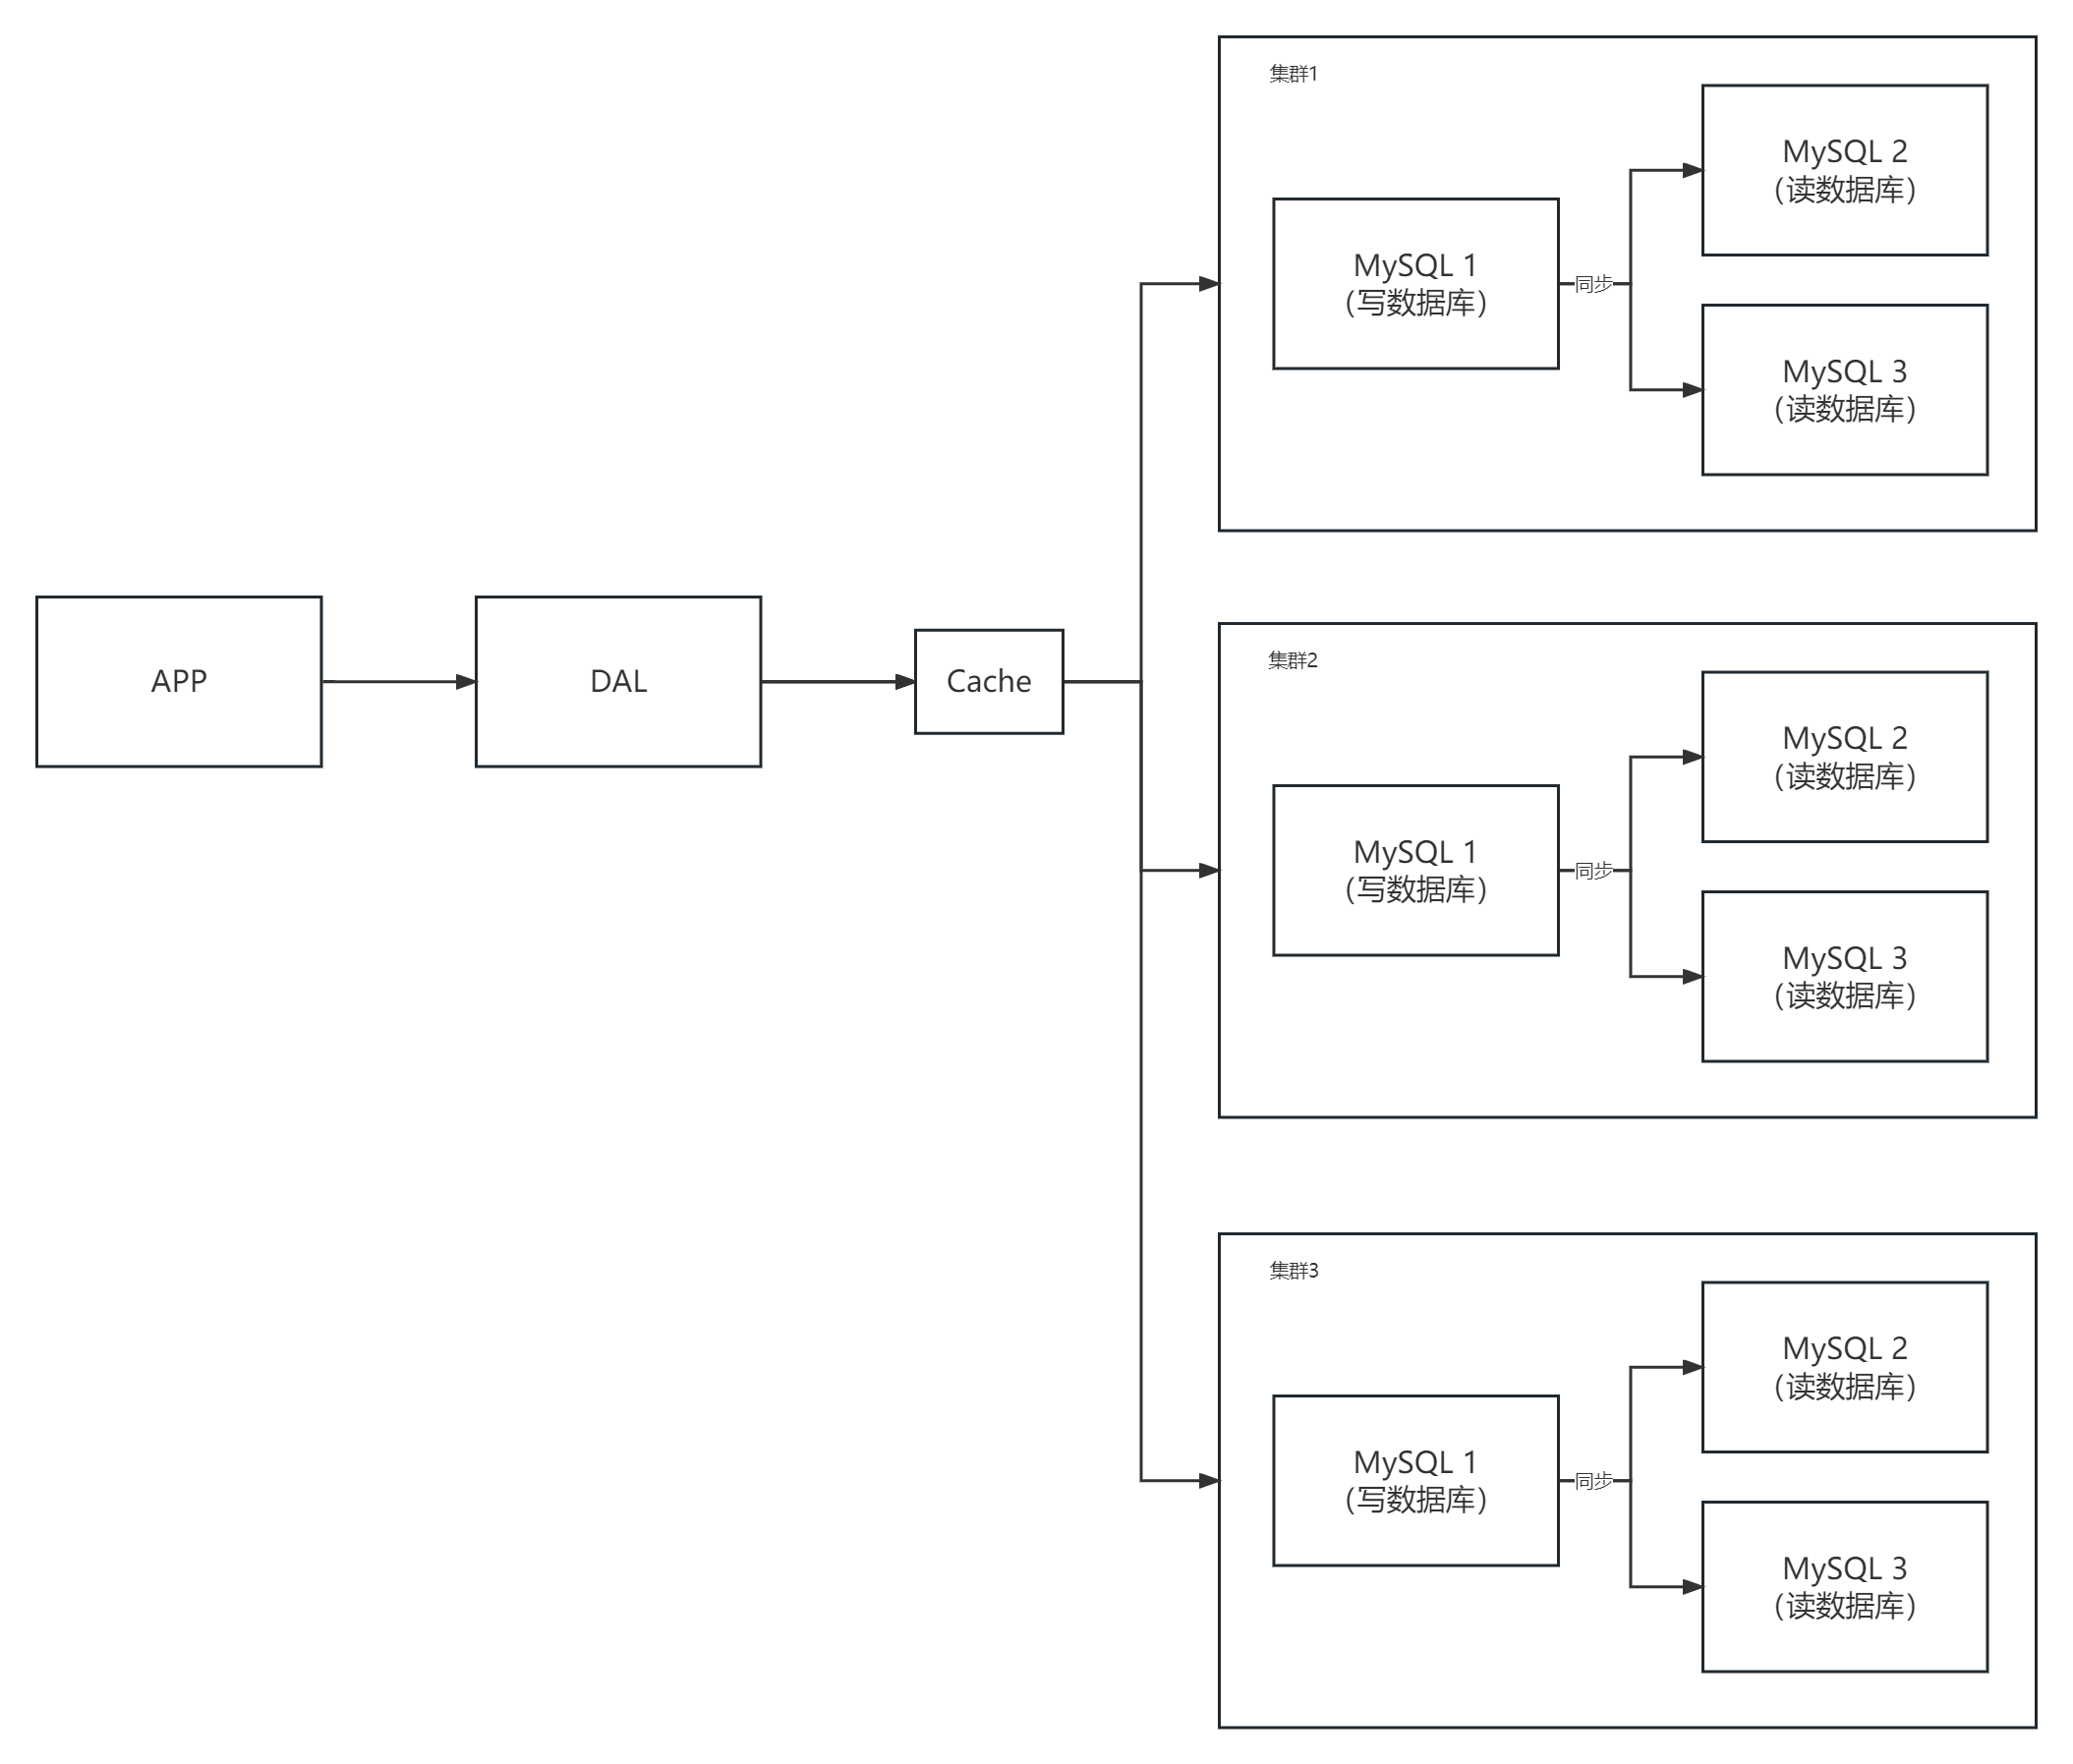 集群1
MySQL 2
（读数据库）
MySQL 1
（写数据库）
同步
MySQL 3
（读数据库）
APP
DAL
Cache
集群2
MySQL 2
（读数据库）
MySQL 1
（写数据库）
同步
MySQL 3
（读数据库）
集群3
MySQL 2
（读数据库）
MySQL 1
（写数据库）
同步
MySQL 3
（读数据库）